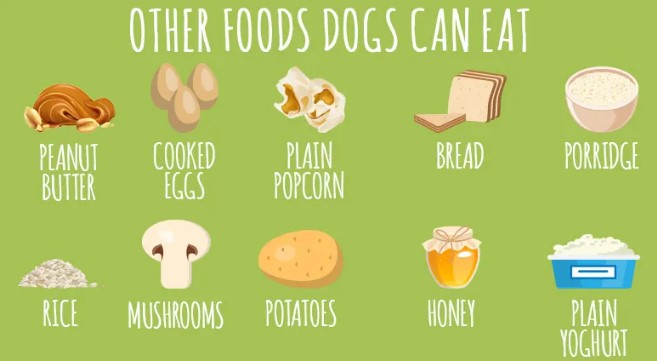 OTHER FOODS DOGS CAN EAT
PEANUT
BUTTER
COOKED
EGGS
PLAIN
POPCORN
BREAD
PORRIDGE
RICE
MUSHROOMS
POTATOES
HONEY
PLAIN
YOGHURT